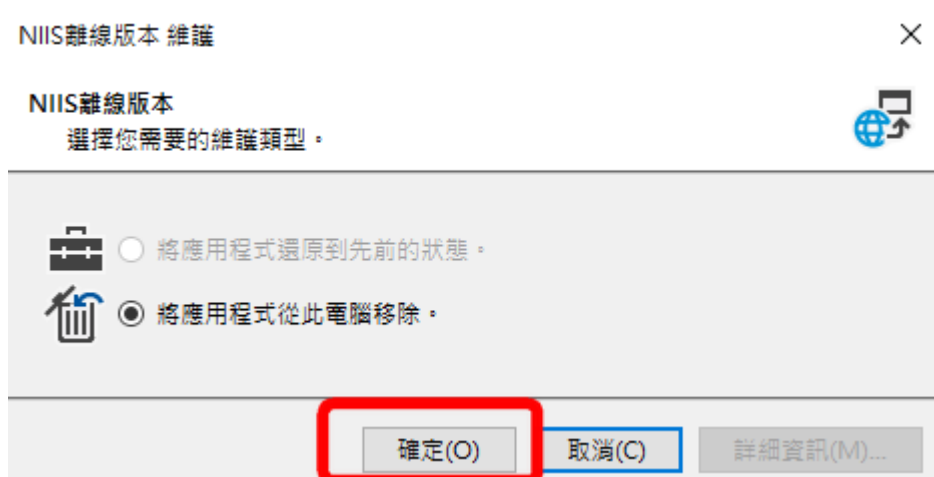 NIIS離線版本 維護
NIIS離線版本
選擇您需要的維護類型。
將應用程式還原到先前的狀態。
將應用程式從此電腦移除。
確定(O) 取消(C) 詳細資訊(M)...